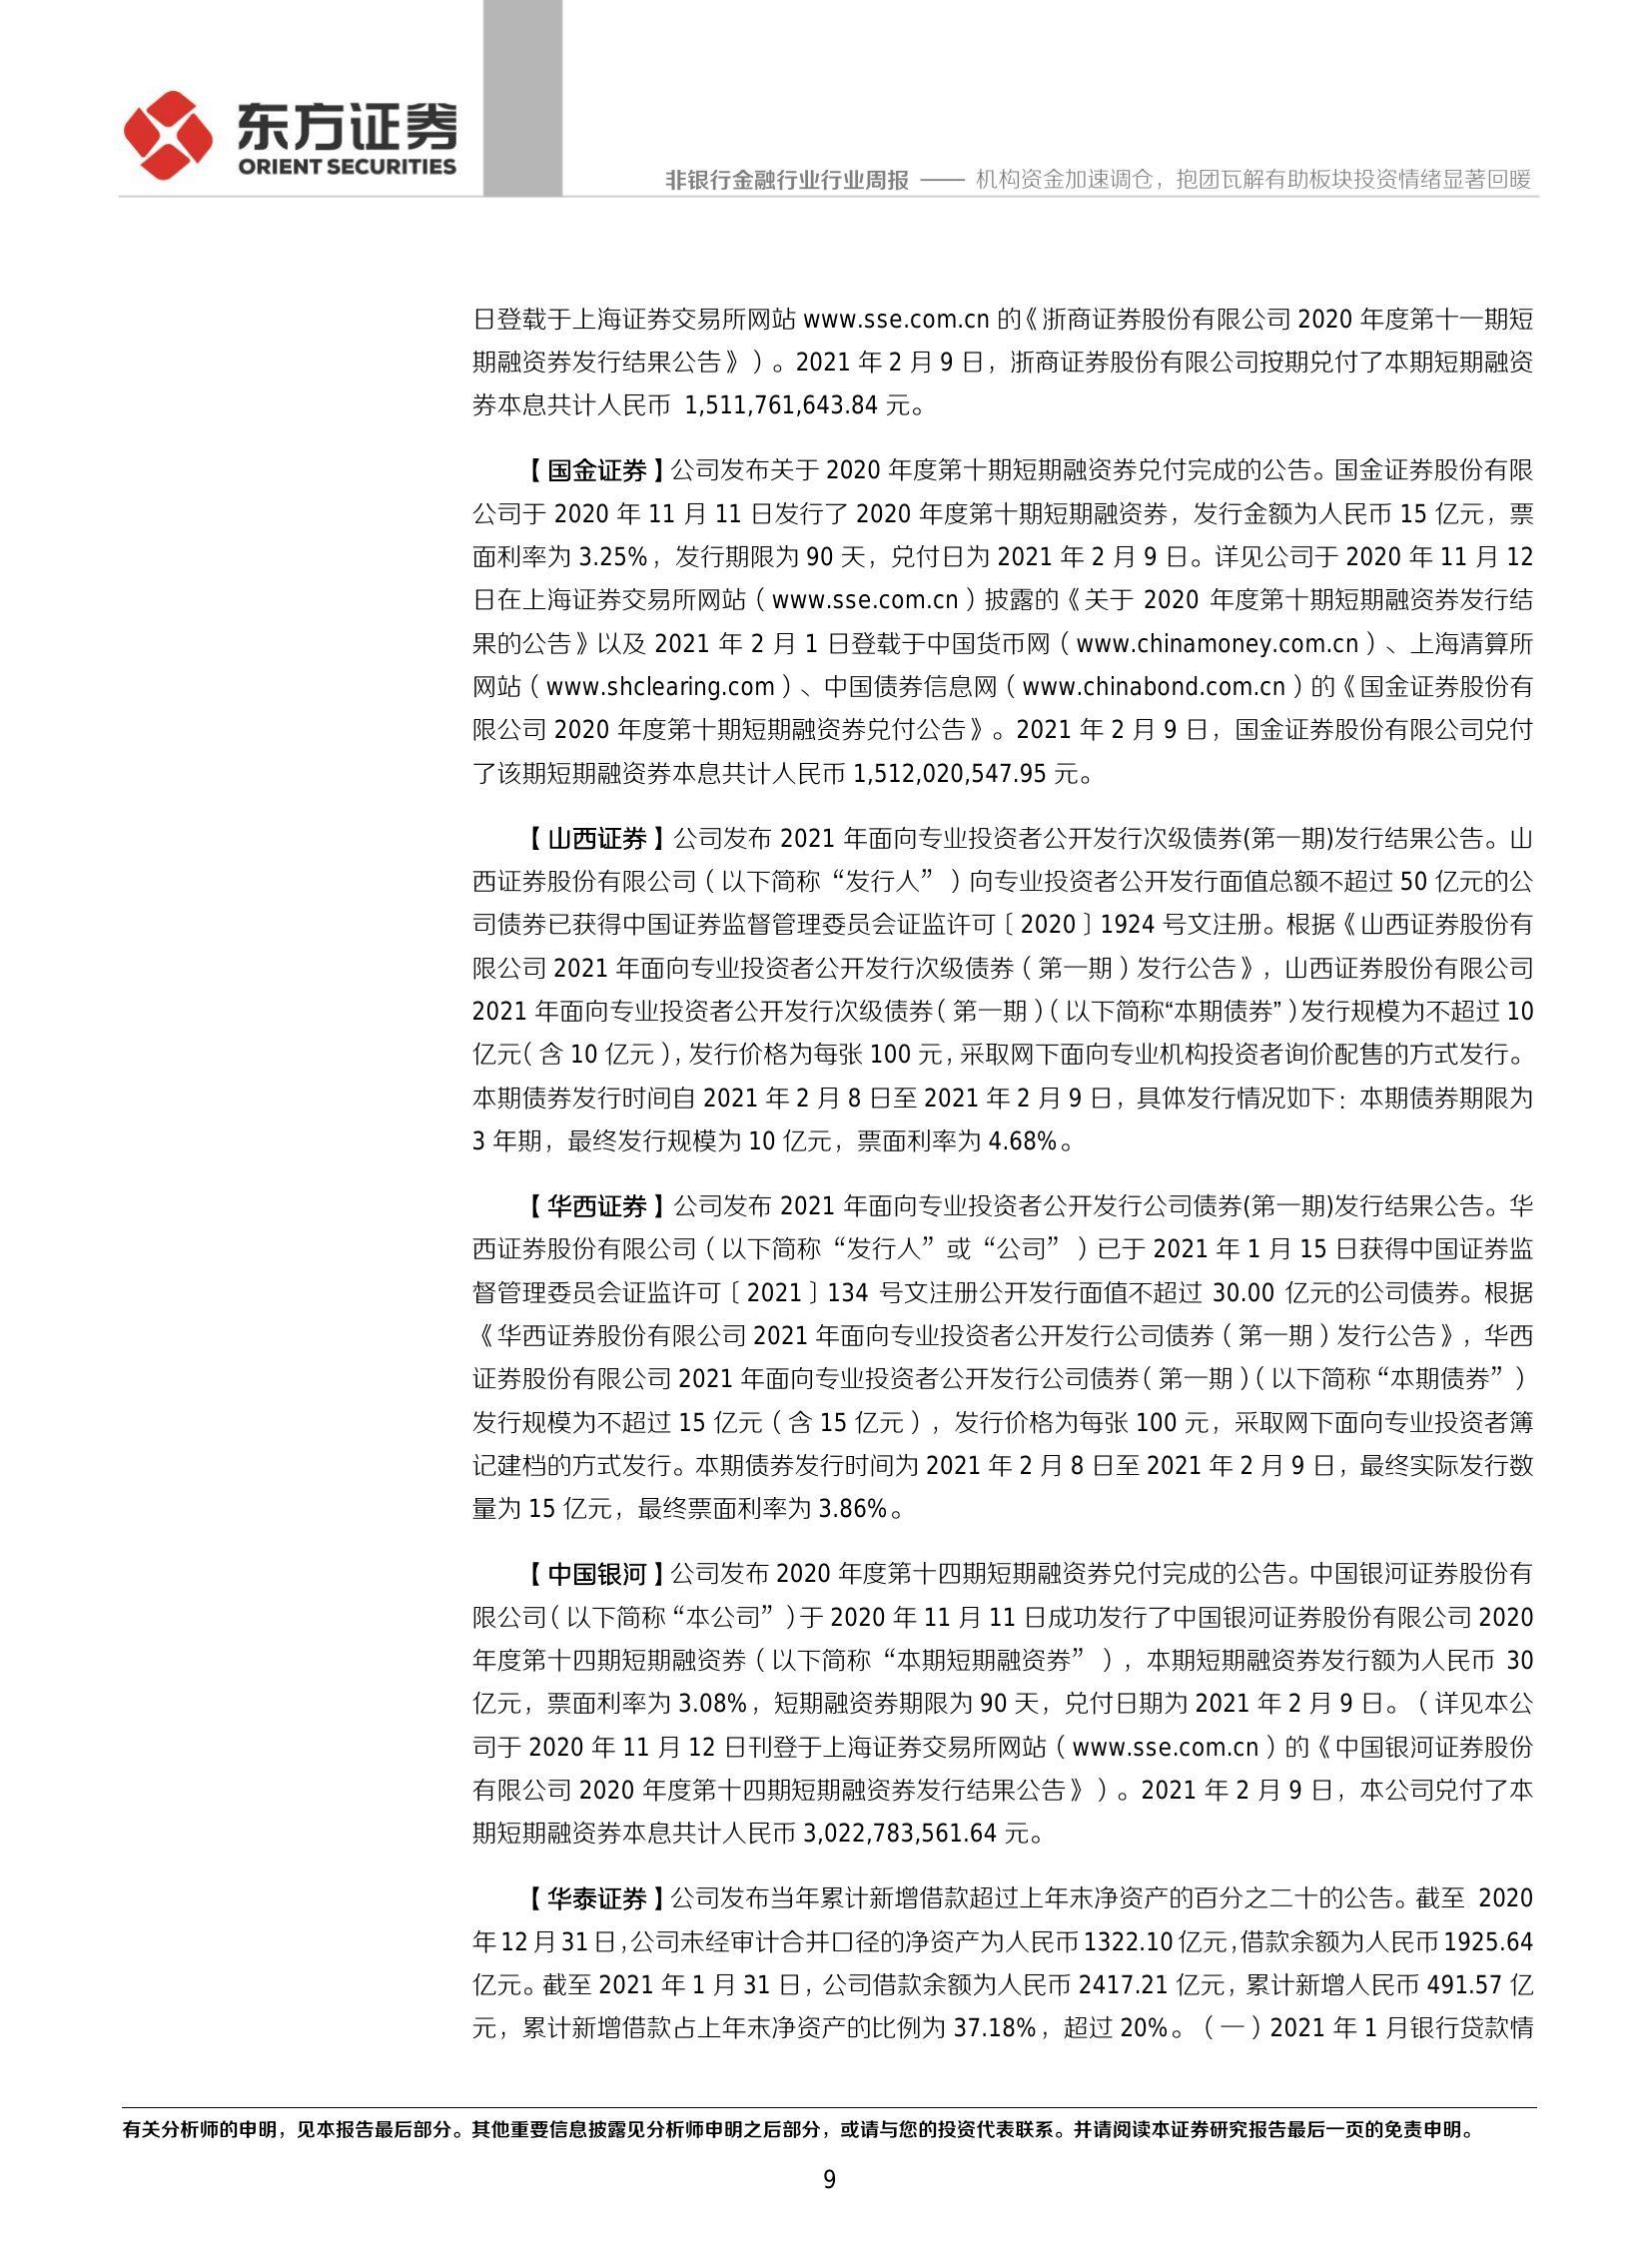 东方证券
ORIENT SECURITIES
非银行金融行业行业周报 —— 机构资金加速调仓，抱团瓦解有助板块投资情绪显著回暖
日登载于上海证券交易所网站 www.sse.com.cn 的《浙商证券股份有限公司 2020 年度第十一期短
期融资券发行结果公告》）。2021 年 2 月 9 日，浙商证券股份有限公司按期兑付了本期短期融资
券本息共计人民币 1,511,761,643.84 元。
【国金证券】公司发布关于 2020 年度第十期短期融资券兑付完成的公告。国金证券股份有限
公司于 2020 年 11 月 11 日发行了 2020 年度第十期短期融资券，发行金额为人民币 15 亿元，票
面利率为 3.25%，发行期限为 90 天，兑付日为 2021 年 2 月 9 日。详见公司于 2020 年 11 月 12
日在上海证券交易所网站（www.sse.com.cn）披露的《关于 2020 年度第十期短期融资券发行结
果的公告》以及 2021 年 2 月 1 日登载于中国货币网（www.chinamoney.com.cn）、上海清算所
网站（www.shclearing.com）、中国债券信息网（www.chinabond.com.cn）的《国金证券股份有
限公司 2020 年度第十期短期融资券兑付公告》。2021 年 2 月 9 日，国金证券股份有限公司兑付
了该期短期融资券本息共计人民币 1,512,020,547.95 元。
【山西证券】公司发布 2021 年面向专业投资者公开发行次级债券(第一期)发行结果公告。山
西证券股份有限公司（以下简称“发行人”）向专业投资者公开发行面值总额不超过 50 亿元的公
司债券已获得中国证券监督管理委员会证监许可〔2020〕1924 号文注册。根据《山西证券股份有
限公司 2021 年面向专业投资者公开发行次级债券（第一期）发行公告》，山西证券股份有限公司
2021 年面向专业投资者公开发行次级债券（第一期）（以下简称“本期债券”）发行规模为不超过 10
亿元（含 10 亿元），发行价格为每张 100 元，采取网下面向专业机构投资者询价配售的方式发行。
本期债券发行时间自 2021 年 2 月 8 日至 2021 年 2 月 9 日，具体发行情况如下：本期债券期限为
3 年期，最终发行规模为 10 亿元，票面利率为 4.68%。
【华西证券】公司发布 2021 年面向专业投资者公开发行公司债券(第一期)发行结果公告。华
西证券股份有限公司（以下简称“发行人”或“公司”）已于 2021 年 1 月 15 日获得中国证券监
督管理委员会证监许可〔2021〕134 号文注册公开发行面值不超过 30.00 亿元的公司债券。根据
《华西证券股份有限公司 2021 年面向专业投资者公开发行公司债券（第一期）发行公告》，华西
证券股份有限公司 2021 年面向专业投资者公开发行公司债券（第一期）（以下简称“本期债券”）
发行规模为不超过 15 亿元（含 15 亿元），发行价格为每张 100 元，采取网下面向专业投资者簿
记建档的方式发行。本期债券发行时间为 2021 年 2 月 8 日至 2021 年 2 月 9 日，最终实际发行数
量为 15 亿元，最终票面利率为 3.86%。
【中国银河】公司发布 2020 年度第十四期短期融资券兑付完成的公告。中国银河证券股份有
限公司（以下简称“本公司”）于 2020 年 11 月 11 日成功发行了中国银河证券股份有限公司 2020
年度第十四期短期融资券（以下简称“本期短期融资券”），本期短期融资券发行额为人民币 30
亿元，票面利率为 3.08%，短期融资券期限为 90 天，兑付日期为 2021 年 2 月 9 日。（详见本公
司于 2020 年 11 月 12 日刊登于上海证券交易所网站（www.sse.com.cn）的《中国银河证券股份
有限公司 2020 年度第十四期短期融资券发行结果公告》）。2021 年 2 月 9 日，本公司兑付了本
期短期融资券本息共计人民币 3,022,783,561.64 元。
【华泰证券】公司发布当年累计新增借款超过上年末净资产的百分之二十的公告。截至 2020
年 12 月 31 日，公司未经审计合并口径的净资产为人民币 1322.10 亿元，借款余额为人民币 1925.64
亿元。截至 2021 年 1 月 31 日，公司借款余额为人民币 2417.21 亿元，累计新增人民币 491.57 亿
元，累计新增借款占上年末净资产的比例为 37.18%，超过 20%。（一）2021 年 1 月银行贷款情
有关分析师的申明，见本报告最后部分。其他重要信息披露见分析师申明之后部分，或请与您的投资代表联系。并请阅读本证券研究报告最后一页的免责申明。
9